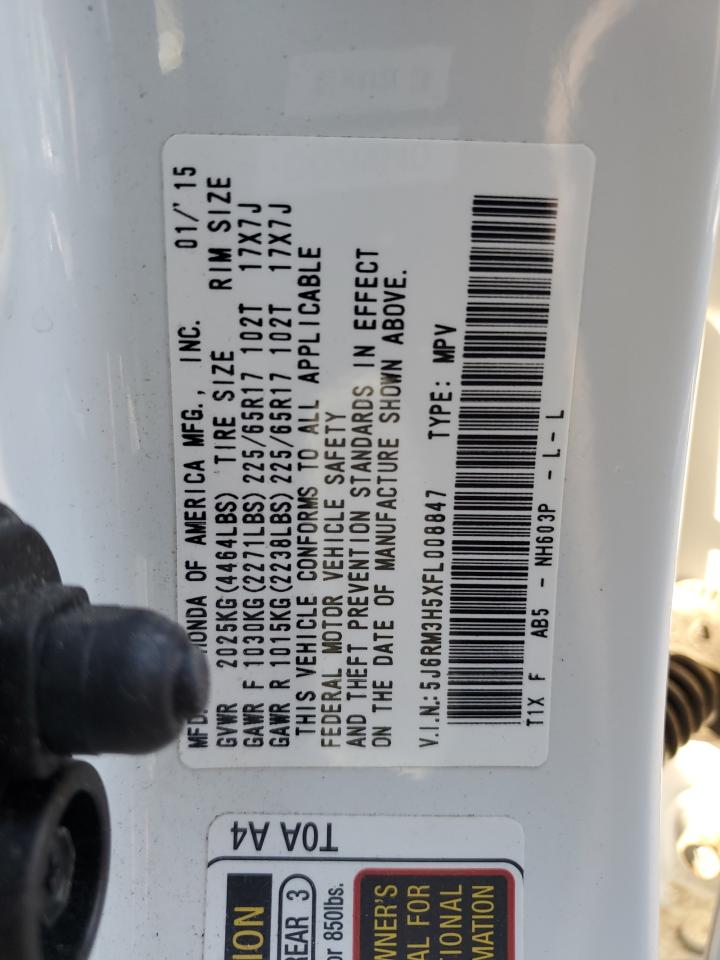 MFD. HONDA OF AMERICA MFG., INC. 01/'15
GVWR 2025KG(4464LBS) TIRE SIZE RIM SIZE
GAWR F 1030KG(2271LBS) 225/65R17 102T 17X7J
GAWR R 1015KG(2238LBS) 225/65R17 102T 17X7J
THIS VEHICLE CONFORMS TO ALL APPLICABLE
FEDERAL MOTOR VEHICLE SAFETY
AND THEFT PREVENTION STANDARDS IN EFFECT
ON THE DATE OF MANUFACTURE SHOWN ABOVE.
V.I.N.: 5J6RM3H5XFL008847 TYPE: MPV
T1X F AB5 - NH603P - L - L
T0A A4
ION
REAR 3
or 850lbs.
WNER'S
AL FOR
TIONAL
MATION